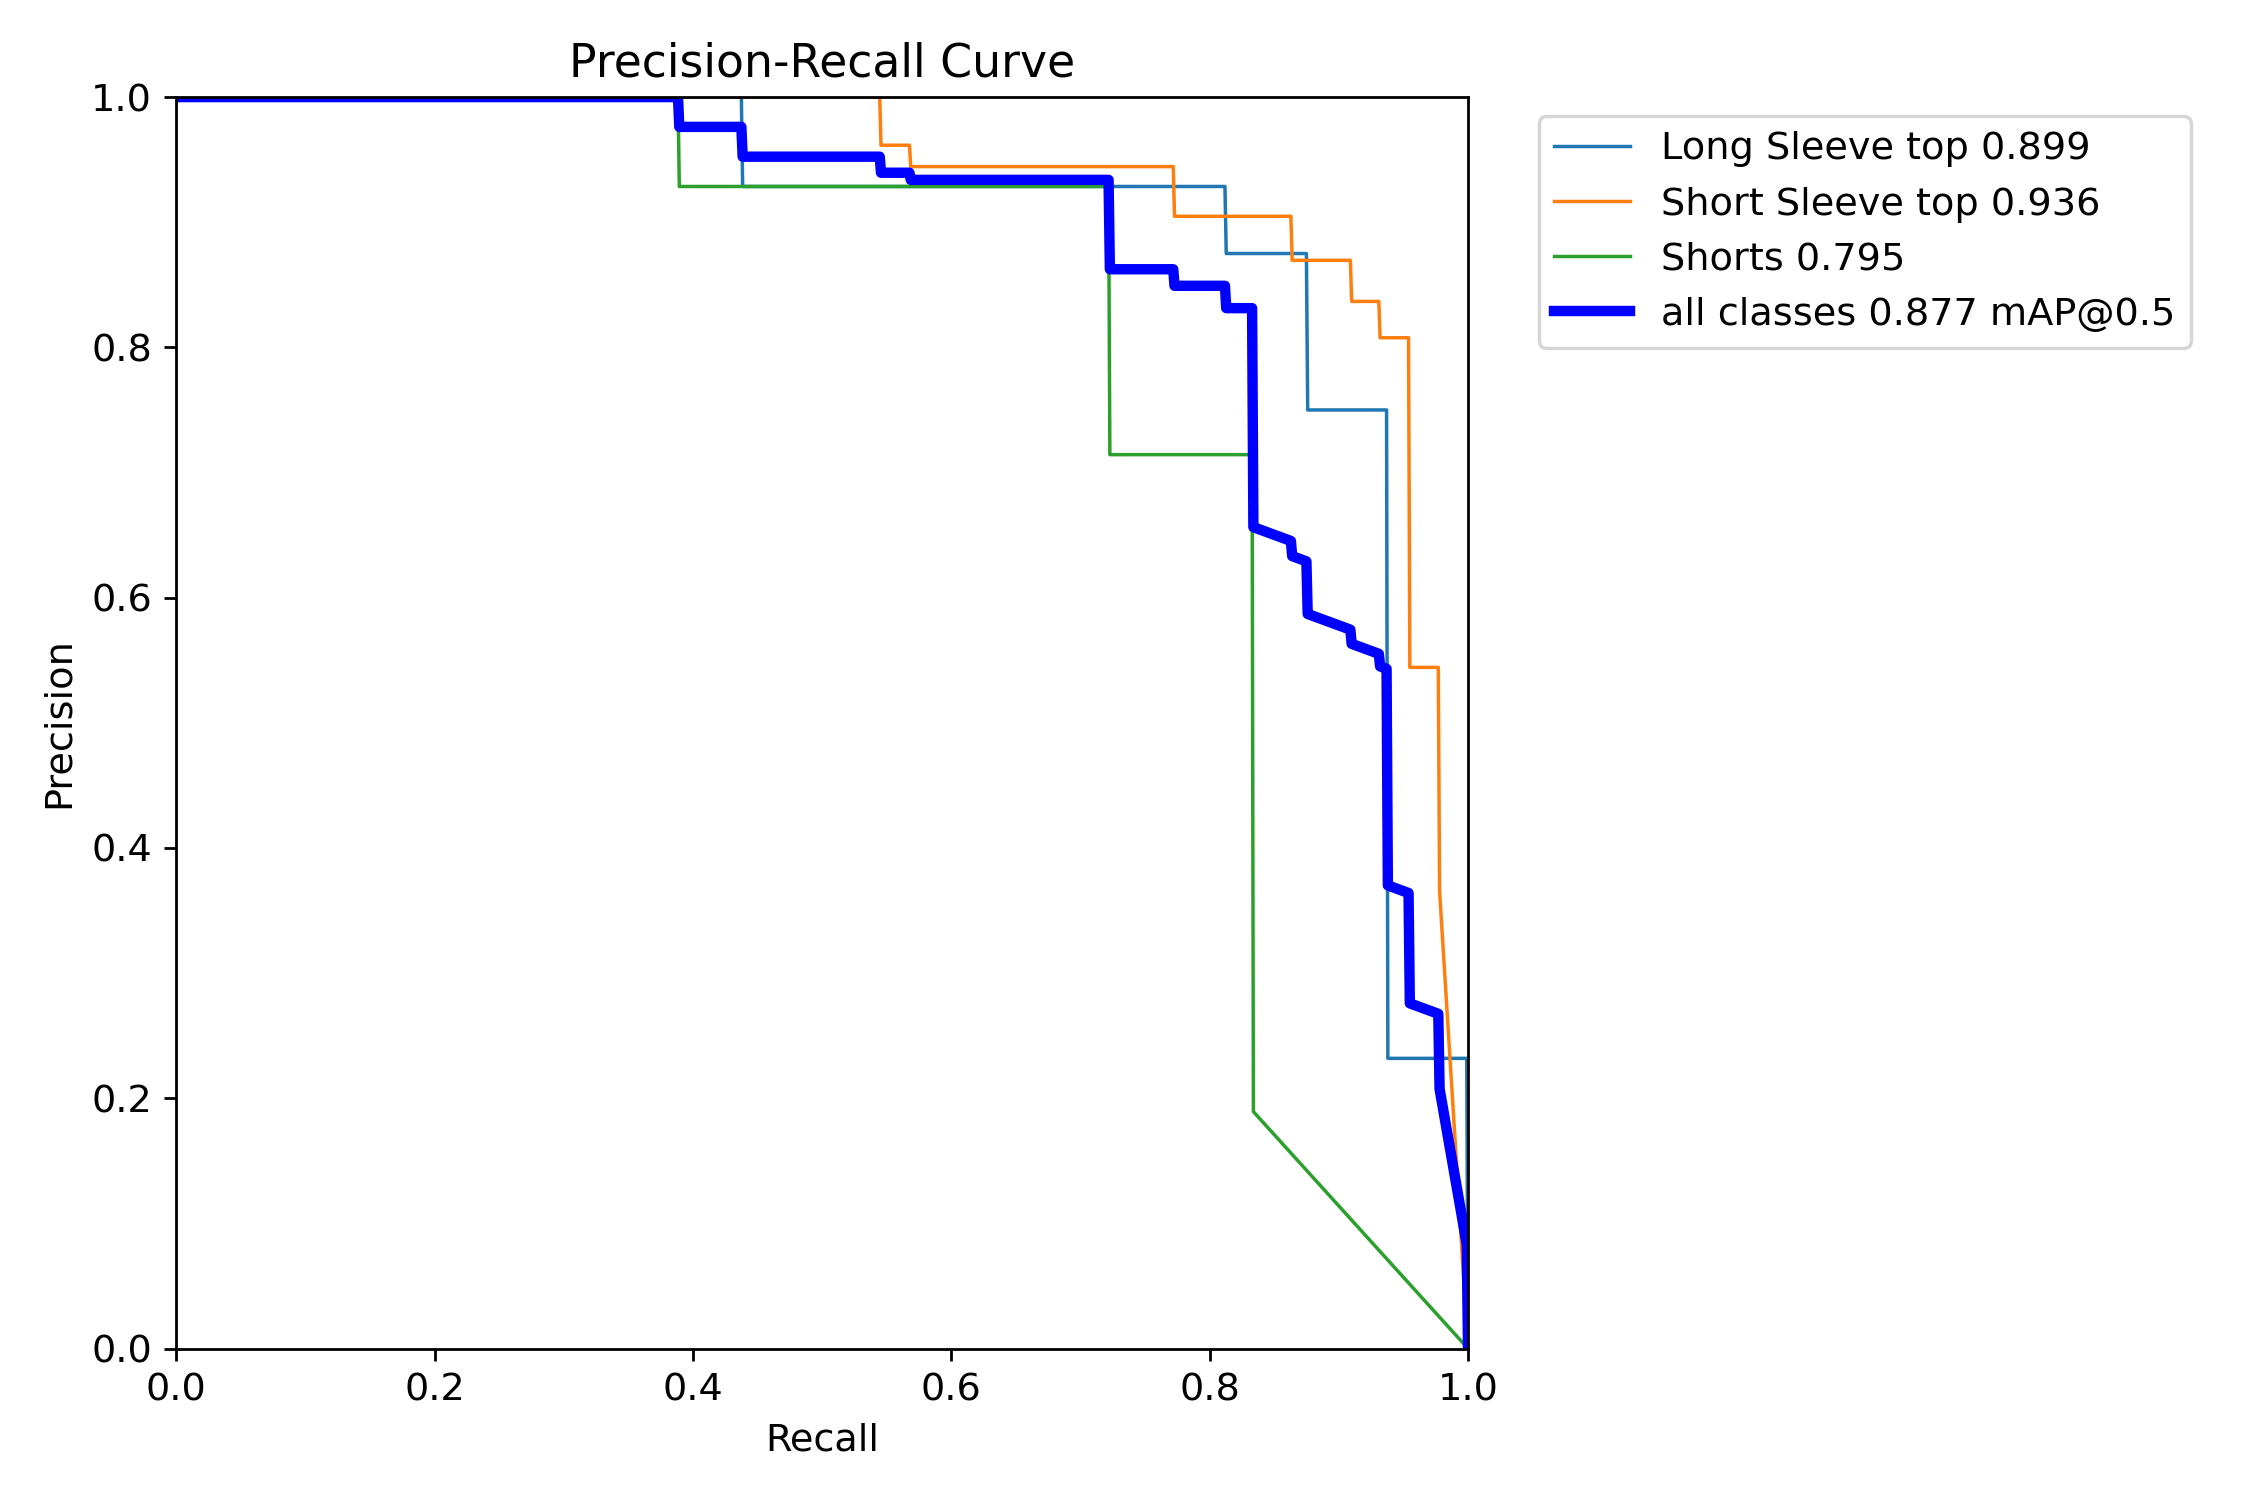 Precision-Recall Curve
1.0
0.8
0.6
0.4
0.2
0.0
Precision
0.0 0.2 0.4 0.6 0.8 1.0
Recall
Long Sleeve top 0.899
Short Sleeve top 0.936
Shorts 0.795
all classes 0.877 mAP@0.5